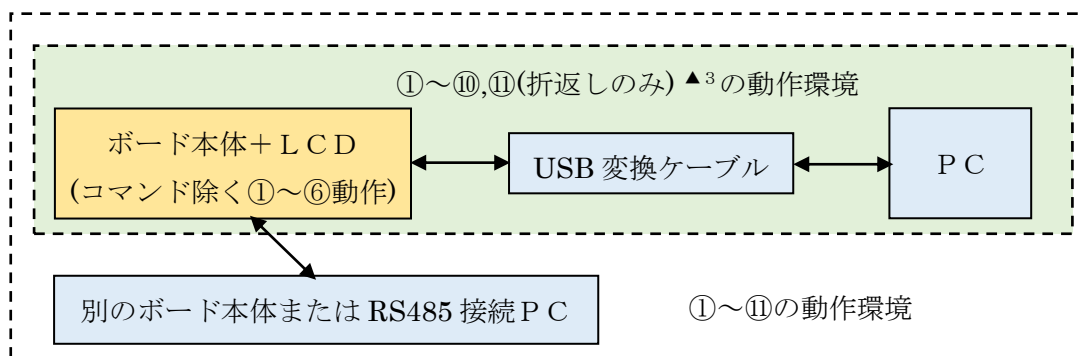 ①～⑩,⑪(折返しのみ) ▲3の動作環境
ボード本体＋ＬＣＤ
(コマンド除く①～⑥動作)
USB 変換ケーブル
ＰＣ
別のボード本体または RS485 接続ＰＣ
①～⑪の動作環境